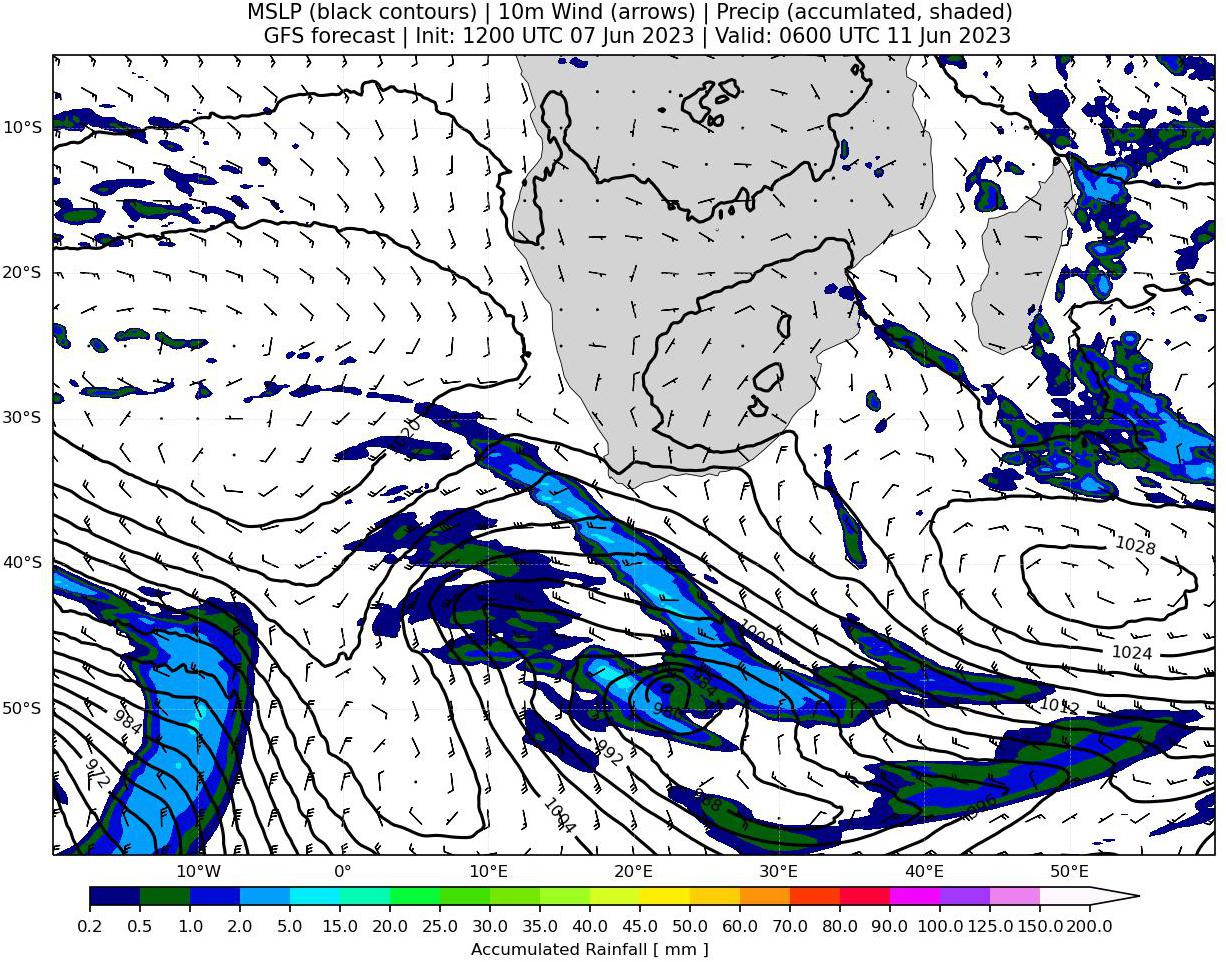 MSLP (black contours) | 10m Wind (arrows) | Precip (accumlated, shaded)
GFS forecast | Init: 1200 UTC 07 Jun 2023 | Valid: 0600 UTC 11 Jun 2023
10°S
20°S
30°S
1020
1028
40°S
1009
1024
984
50°S
984
1012
992
972
988
1004
996
10°W 0° 10°E 20°E 30°E 40°E 50°E
0.2 0.5 1.0 2.0 5.0 10.0 15.0 20.0 25.0 30.0 35.0 40.0 45.0 50.0 60.0 70.0 80.0 90.0 100.0 125.0 150.0 200.0
Accumulated Rainfall [ mm ]